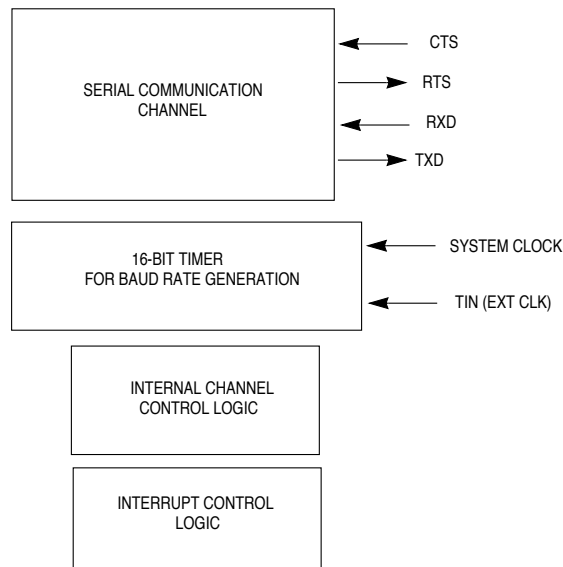 SERIAL COMMUNICATION
CHANNEL
CTS
RTS
RXD
TXD
16-BIT TIMER
FOR BAUD RATE GENERATION
SYSTEM CLOCK
TIN (EXT CLK)
INTERNAL CHANNEL
CONTROL LOGIC
INTERRUPT CONTROL
LOGIC